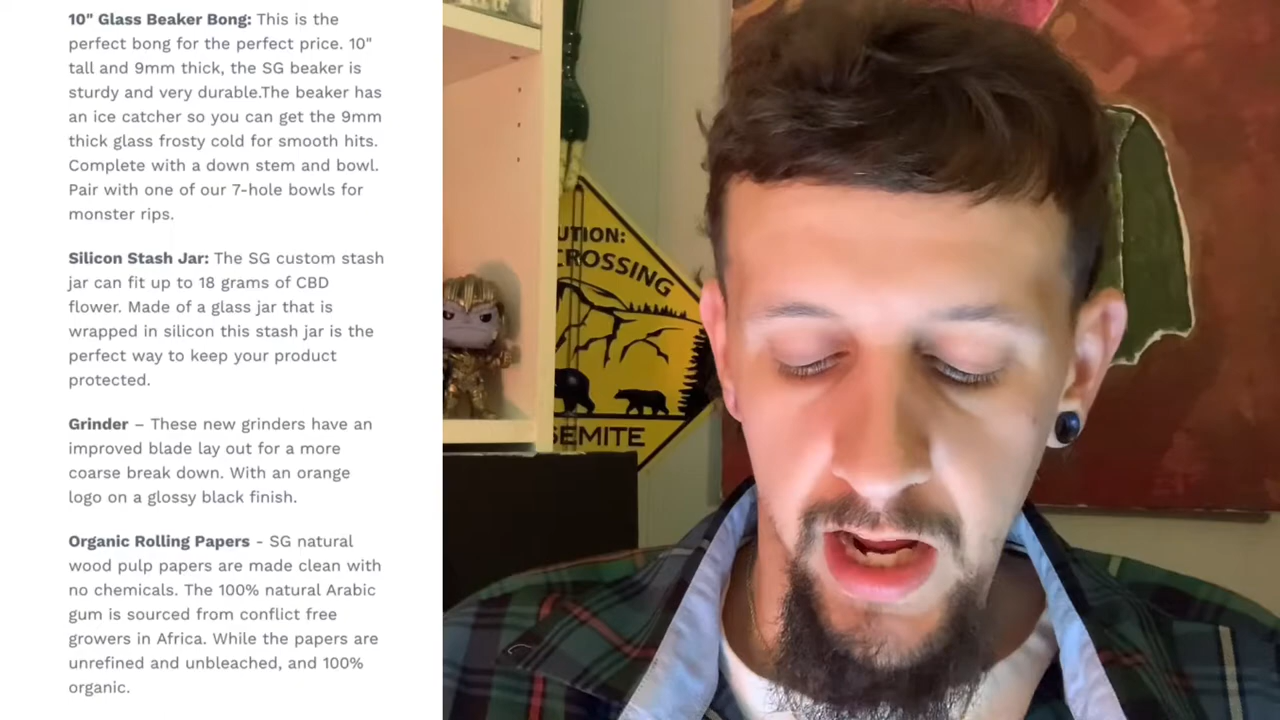 10" Glass Beaker Bong: This is the
perfect bong for the perfect price. 10"
tall and 9mm thick, the SG beaker is
sturdy and very durable.The beaker has
an ice catcher so you can get the 9mm
thick glass frosty cold for smooth hits.
Complete with a down stem and bowl.
Pair with one of our 7-hole bowls for
monster rips.
Silicon Stash Jar: The SG custom stash
jar can fit up to 18 grams of CBD
flower. Made of a glass jar that is
wrapped in silicon this stash jar is the
perfect way to keep your product
protected.
Grinder – These new grinders have an
improved blade lay out for a more
coarse break down. With an orange
logo on a glossy black finish.
Organic Rolling Papers - SG natural
wood pulp papers are made clean with
no chemicals. The 100% natural Arabic
gum is sourced from conflict free
growers in Africa. While the papers are
unrefined and unbleached, and 100%
organic.
UTION:
CROSSING
SEMITE